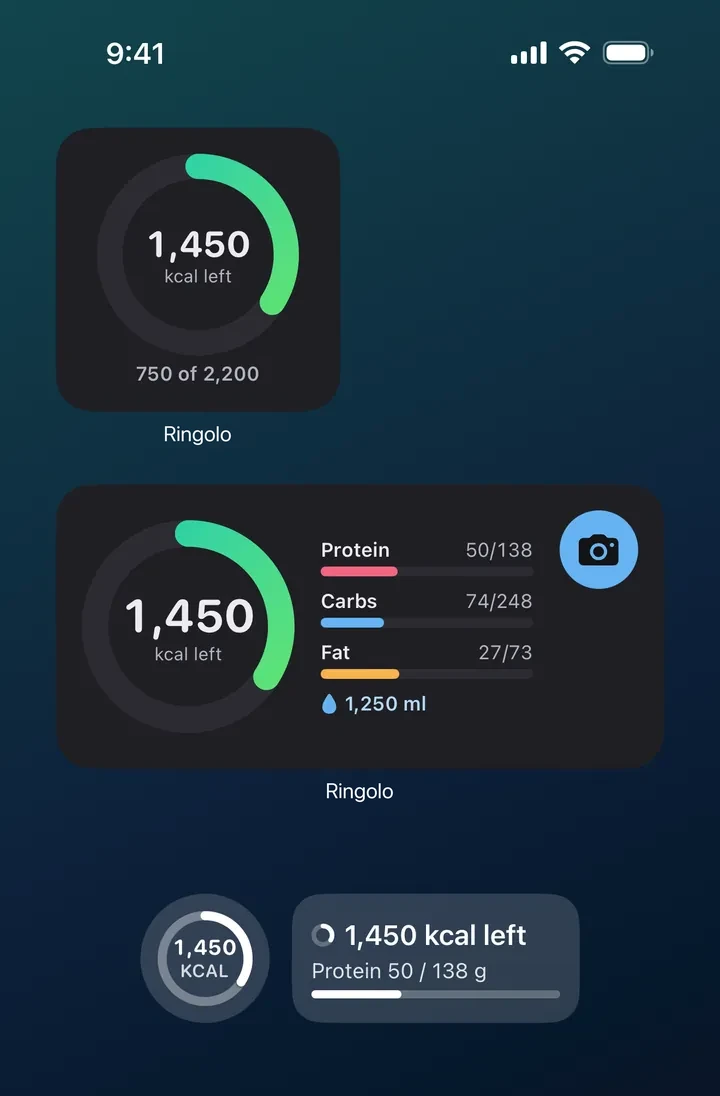 9:41
1,450
kcal left
750 of 2,200
Ringolo
1,450
kcal left
Protein 50/138
Carbs 74/248
Fat 27/73
1,250 ml
Ringolo
1,450
KCAL
1,450 kcal left
Protein 50 / 138 g